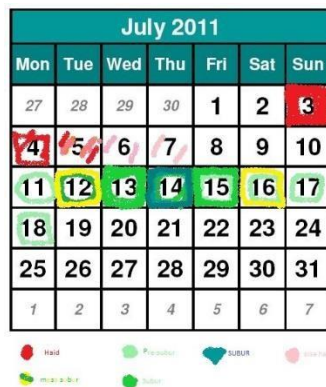 July 2011
Mon Tue Wed Thu Fri Sat Sun
27 28 29 30 1 2 3
4 5 6 7 8 9 10
11 12 13 14 15 16 17
18 19 20 21 22 23 24
25 26 27 28 29 30 31
1 2 3 4 5 6 7
Haid SUBUR
Subur